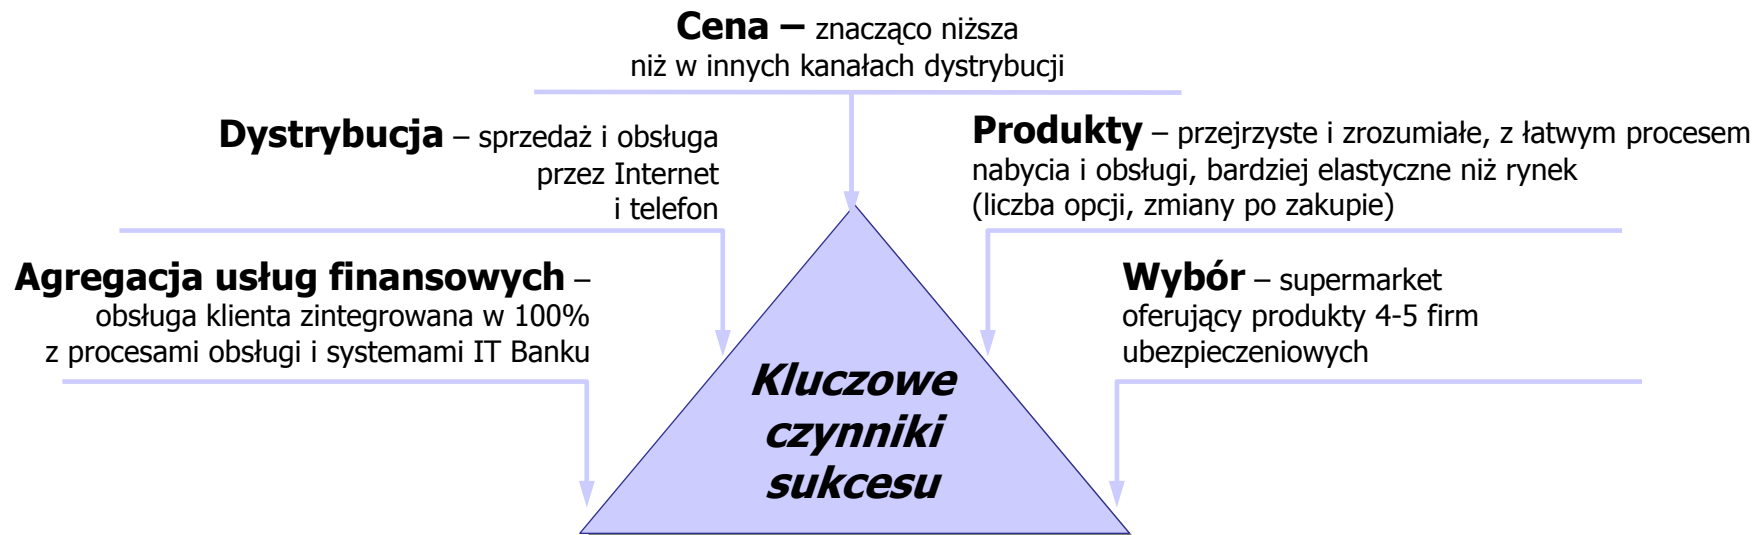 Cena – znacząco niższa
niż w innych kanałach dystrybucji
Dystrybucja – sprzedaż i obsługa
przez Internet
i telefon
Produkty – przejrzyste i zrozumiałe, z łatwym procesem
nabycia i obsługi, bardziej elastyczne niż rynek
(liczba opcji, zmiany po zakupie)
Agregacja usług finansowych –
obsługa klienta zintegrowana w 100%
z procesami obsługi i systemami IT Banku
Wybór – supermarket
oferujący produkty 4-5 firm
ubezpieczeniowych
Kluczowe
czynniki
sukcesu